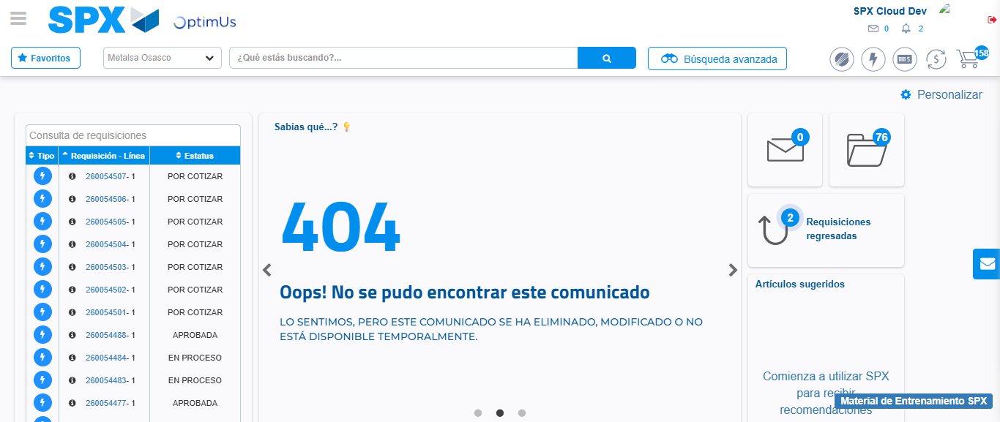 SPX OptimUs
SPX Cloud Dev
0 2
Favoritos
Metalsa Osasco
¿Qué estás buscando?...
Búsqueda avanzada
158
Personalizar
Consulta de requisiciones
Tipo Requisición - Línea Estatus
260054507- 1 POR COTIZAR
260054506- 1 POR COTIZAR
260054505- 1 POR COTIZAR
260054504- 1 POR COTIZAR
260054503- 1 POR COTIZAR
260054502- 1 POR COTIZAR
260054501- 1 POR COTIZAR
260054488- 1 APROBADA
260054484- 1 EN PROCESO
260054483- 1 EN PROCESO
260054477- 1 APROBADA
Sabías qué...?
404
Oops! No se pudo encontrar este comunicado
LO SENTIMOS, PERO ESTE COMUNICADO SE HA ELIMINADO, MODIFICADO O NO
ESTÁ DISPONIBLE TEMPORALMENTE.
0
76
2
Requisiciones
regresadas
Artículos sugeridos
Comienza a utilizar SPX
para recibir
recomendaciones
Material de Entrenamiento SPX